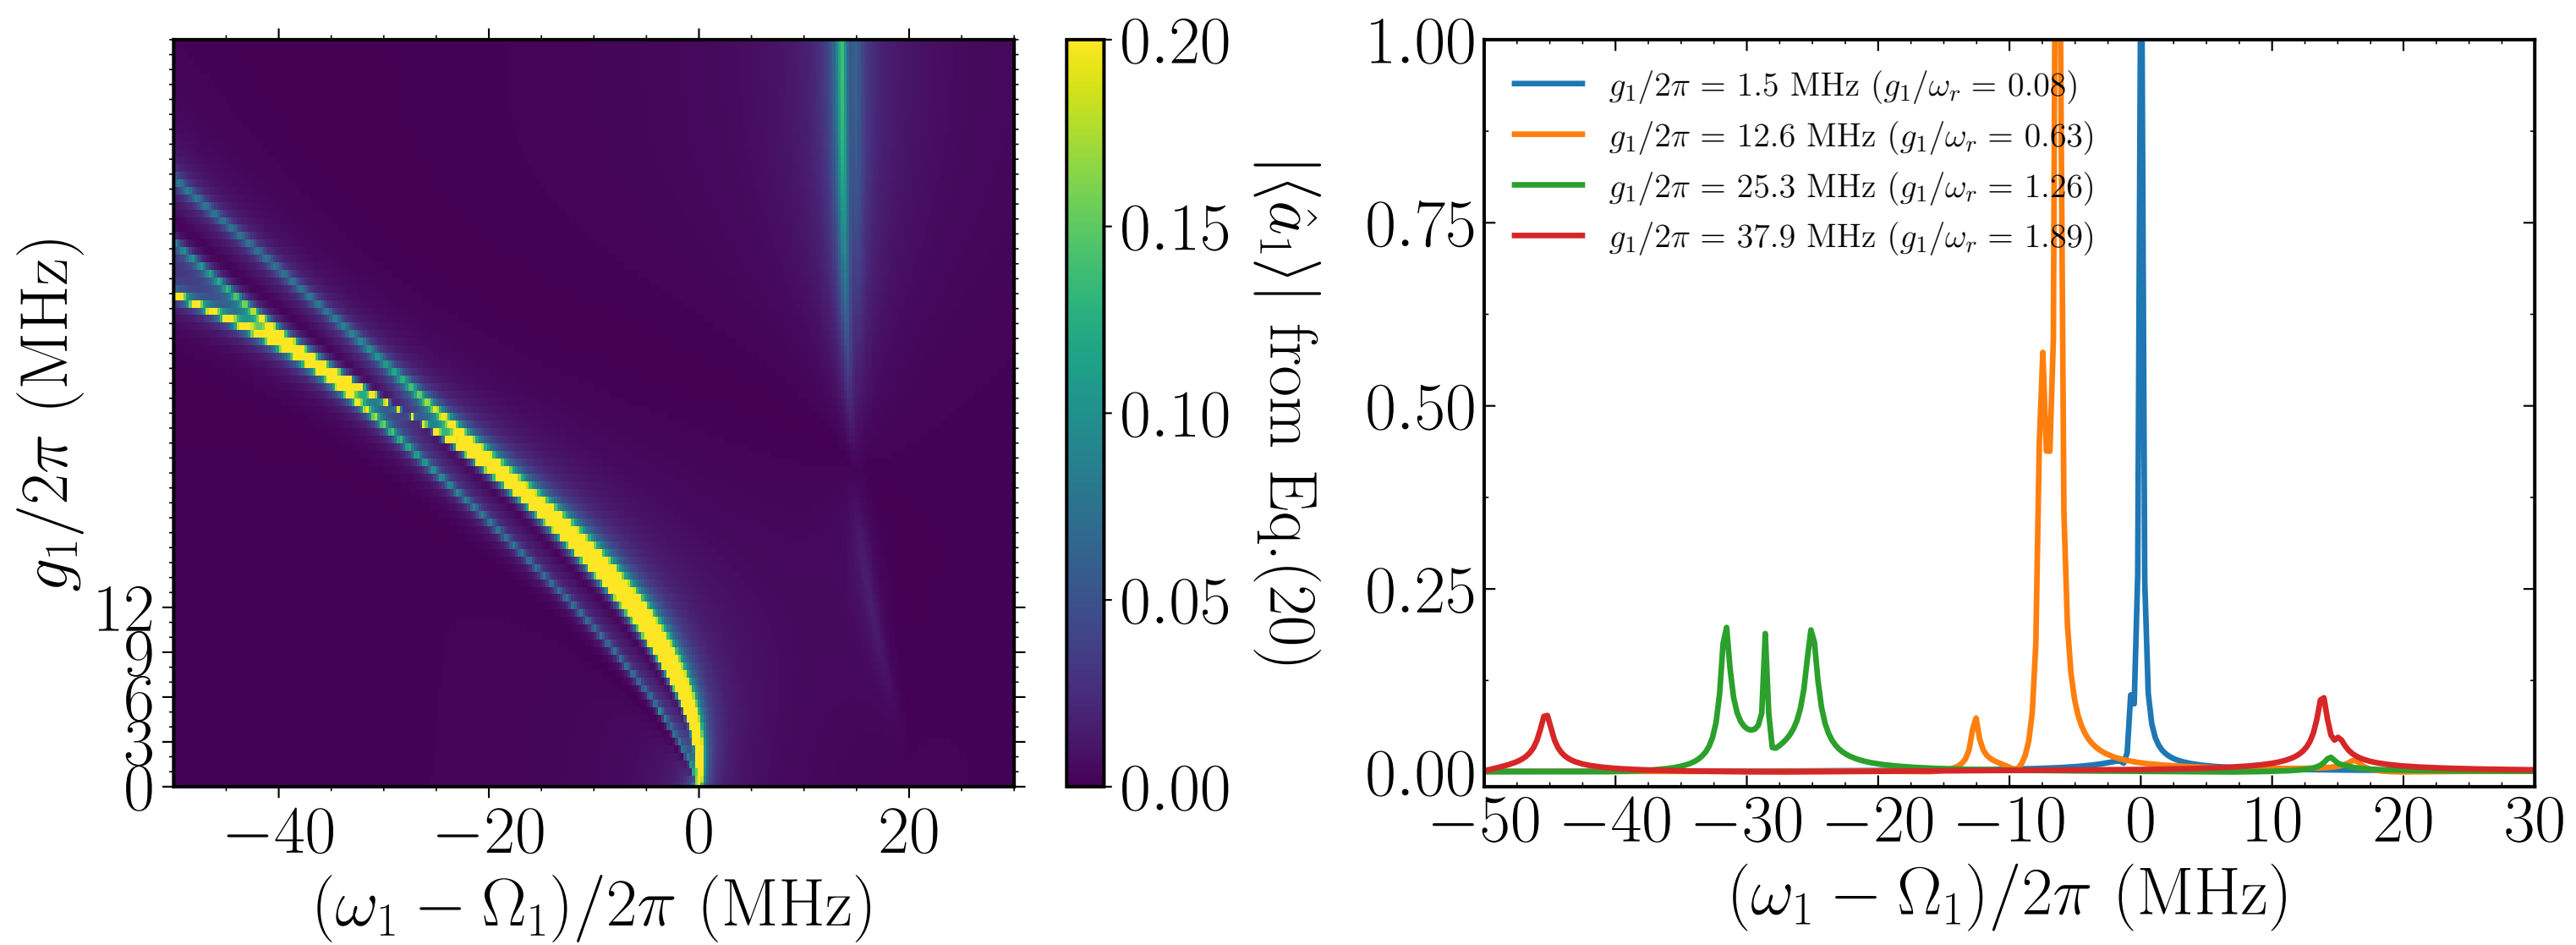 g₁/2π (MHz)
12
9
6
3
0
−40 −20 0 20
(ω₁ − Ω₁)/2π (MHz)
0.20
0.15
0.10
0.05
0.00
|⟨â₁⟩| from Eq.(20)
1.00
0.75
0.50
0.25
0.00
g₁/2π = 1.5 MHz (g₁/ωᵣ = 0.08)
g₁/2π = 12.6 MHz (g₁/ωᵣ = 0.63)
g₁/2π = 25.3 MHz (g₁/ωᵣ = 1.26)
g₁/2π = 37.9 MHz (g₁/ωᵣ = 1.89)
−50 −40 −30 −20 −10 0 10 20 30
(ω₁ − Ω₁)/2π (MHz)